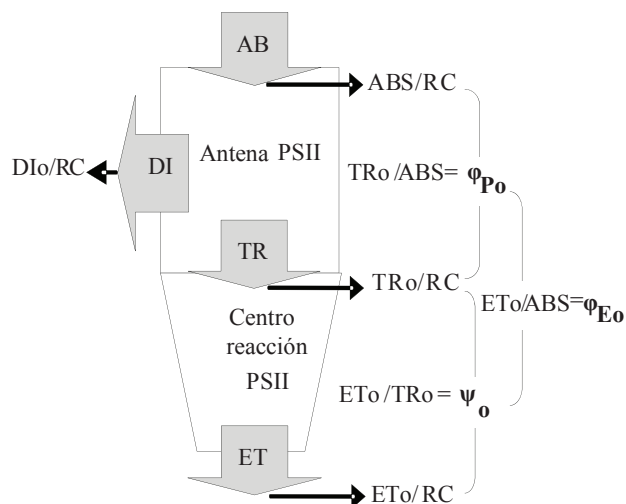 AB
ABS/RC
Antena PSII
DIo/RC
DI
TRo/ABS= φPo
TR
TRo/RC
ETo/ABS=φEo
Centro
reacción
PSII
ETo/TRo = ψo
ET
ETo/RC